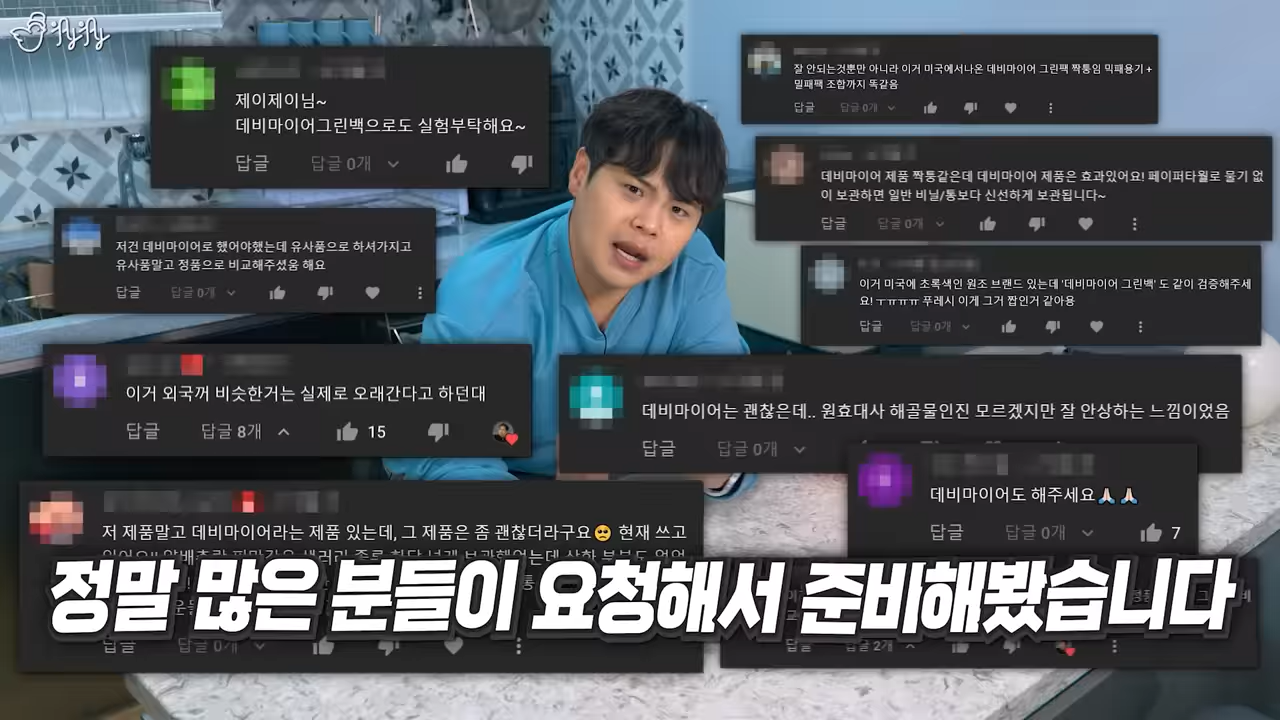 제이제이님~
데비마이어그린백으로도 실험부탁해요~
답글 답글 0개
저건 데비마이어로 했어야했는데 유사품으로 하셔가지고
유사품말고 정품으로 비교해주셨움 해요
답글 답글 0개
이거 외국꺼 비슷한거는 실제로 오래간다고 하던대
답글 답글 8개 15
저 제품말고 데비마이어라는 제품 있는데, 그 제품은 좀 괜찮더라구요🥺 현재 쓰고
답글 답글 0개
잘 안되는것뿐만 아니라 이거 미국에서나온 데비마이어 그린팩 짝퉁임 믹패용기+
밀패팩 조합까지 똑같음
답글 답글 0개
데비마이어 제품 짝퉁같은데 데비마이어 제품은 효과있어요! 페이퍼타월로 물기 없
이 보관하면 일반 비닐/통보다 신선하게 보관됩니다~
답글 답글 0개
이거 미국에 초록색인 원조 브랜드 있는데 '데비마이어 그린백' 도 같이 검증해주세
요! ㅜㅠㅠㅠ 푸레시 이게 그거 짭인거 같아용
답글 답글 0개
데비마이어는 괜찮은데.. 원효대사 해골물인진 모르겠지만 잘 안상하는 느낌이었음
답글 답글 0개
데비마이어도 해주세요🙏🏻🙏🏻
답글 답글 0개 7
답글 답글 2개
정말 많은 분들이 요청해서 준비해봤습니다